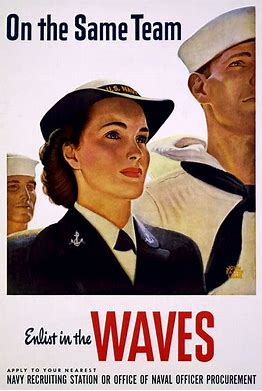 On the Same Team
U.S. NAV
Enlist in the WAVES
APPLY TO YOUR NEAREST
NAVY RECRUITING STATION OR OFFICE OF NAVAL OFFICER PROCUREMENT